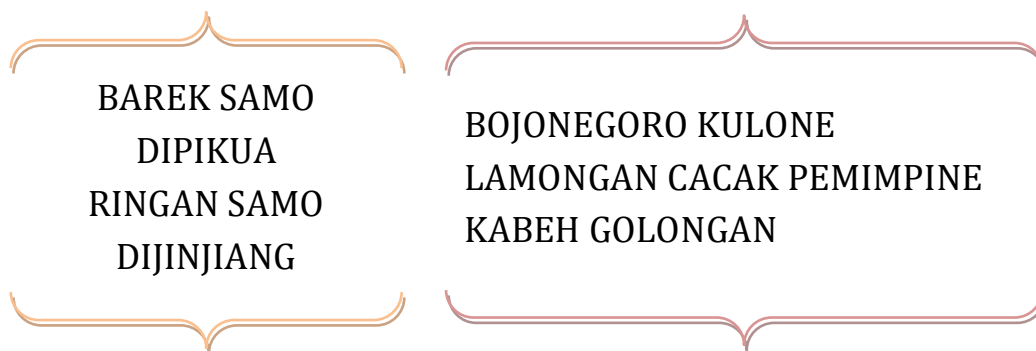 BAREK SAMO
DIPIKUA
RINGAN SAMO
DIJINJIANG
BOJONEGORO KULONE
LAMONGAN CACAK PEMIMPINE
KABEH GOLONGAN